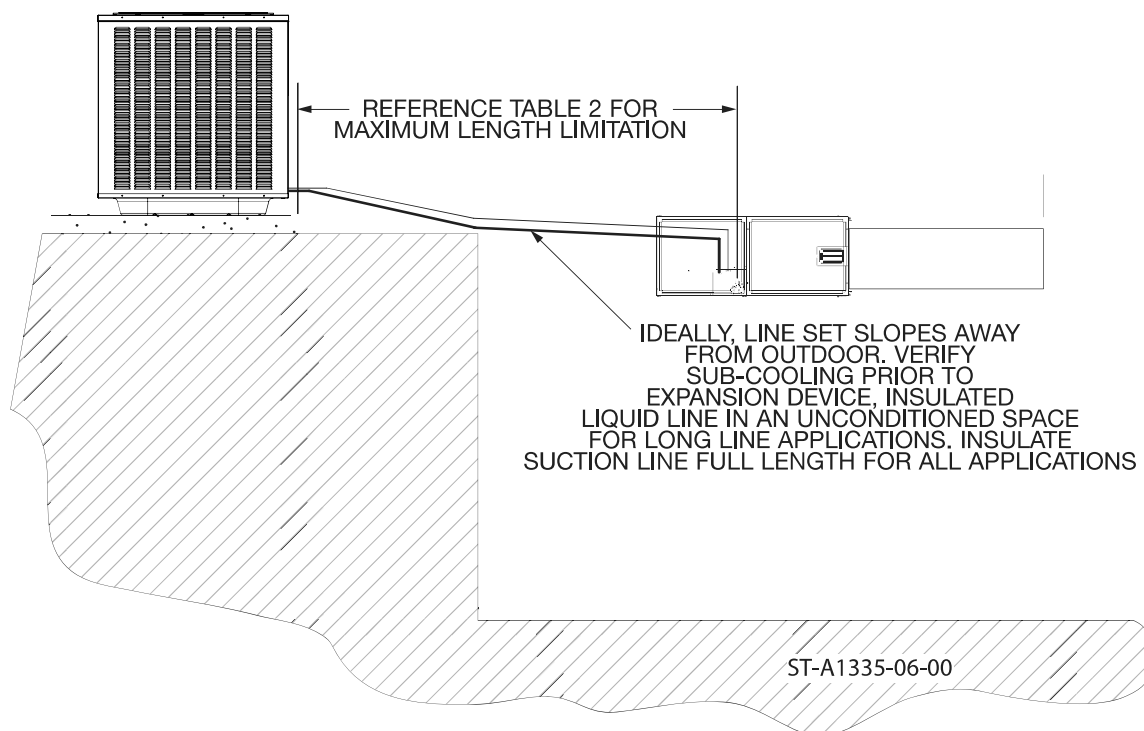 REFERENCE TABLE 2 FOR
MAXIMUM LENGTH LIMITATION
IDEALLY, LINE SET SLOPES AWAY
FROM OUTDOOR. VERIFY
SUB-COOLING PRIOR TO
EXPANSION DEVICE, INSULATED
LIQUID LINE IN AN UNCONDITIONED SPACE
FOR LONG LINE APPLICATIONS. INSULATE
SUCTION LINE FULL LENGTH FOR ALL APPLICATIONS
ST-A1335-06-00